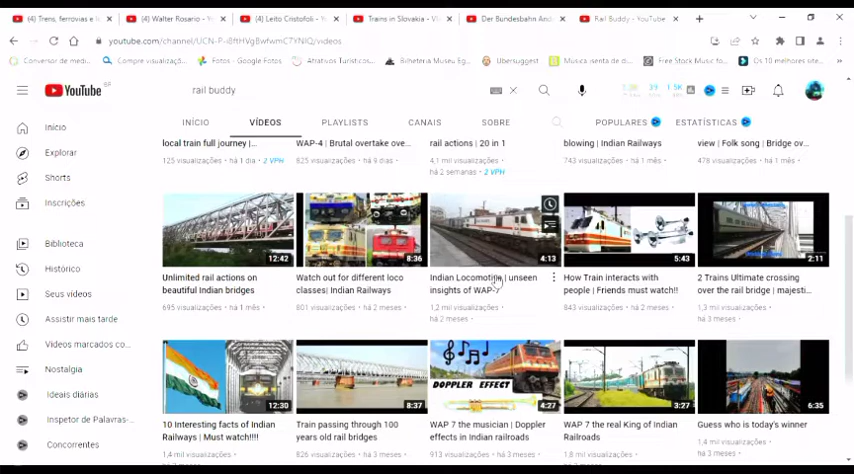 (4) Trens, ferrovias e l
(4) Walter Rosario -
(4) Leito Cristofoli -
Trains in Slovakia -
Der Bundesbahn And
Rail Buddy - YouTube
youtube.com/channel/UCN-P-i8ftHVgBwfwmC7YNIQ/videos
Conversar de medi...
Compre visualizaçõ...
Fotos - Google Fotos
Atrativos Turísticos...
Bilheteria Museu Eg...
Ubersuggest
Musica isenta de di...
Free Stock Music fo...
Os 10 melhores site...
YouTube BR
rail buddy
39
1.5K
INÍCIO
VÍDEOS
PLAYLISTS
CANAIS
SOBRE
POPULARES
ESTATÍSTICAS
Início
Explorar
Shorts
Inscrições
Biblioteca
Histórico
Seus vídeos
Assistir mais tarde
Vídeos marcados co...
Nostalgia
Ideais diárias
Inspetor de Palavras-
Concorrentes
local train full journey |...
125 visualizações • há 1 dia • 2 VPH
WAP-4 | Brutal overtake ove...
825 visualizações • há 9 dias •
rail actions | 20 in 1
4,1 mil visualizações •
há 2 semanas • 2 VPH
blowing | Indian Railways
743 visualizações • há 1 mês •
view | Folk song | Bridge ov...
478 visualizações • há 1 mês •
12:42
Unlimited rail actions on
beautiful Indian bridges
695 visualizações • há 1 mês •
8:36
Watch out for different loco
classes| Indian Railways
801 visualizações • há 2 meses •
4:13
Indian Locomotive | unseen
insights of WAP-7
1,2 mil visualizações •
há 2 meses •
5:43
How Train interacts with
people | Friends must watch!!
843 visualizações • há 2 meses •
2:11
2 Trains Ultimate crossing
over the rail bridge | majesti...
1,3 mil visualizações •
há 3 meses •
12:30
10 Interesting facts of Indian
Railways | Must watch!!!!
1,4 mil visualizações •
8:37
Train passing through 100
years old rail bridges
826 visualizações • há 3 meses •
DOPPLER EFFECT
4:27
WAP 7 the musician | Doppler
effects in Indian railroads
913 visualizações • há 3 meses •
3:27
WAP 7 the real King of Indian
Railroads
1,2 mil visualizações •
6:35
Guess who is today's winner
1,4 mil visualizações •
há 3 meses •